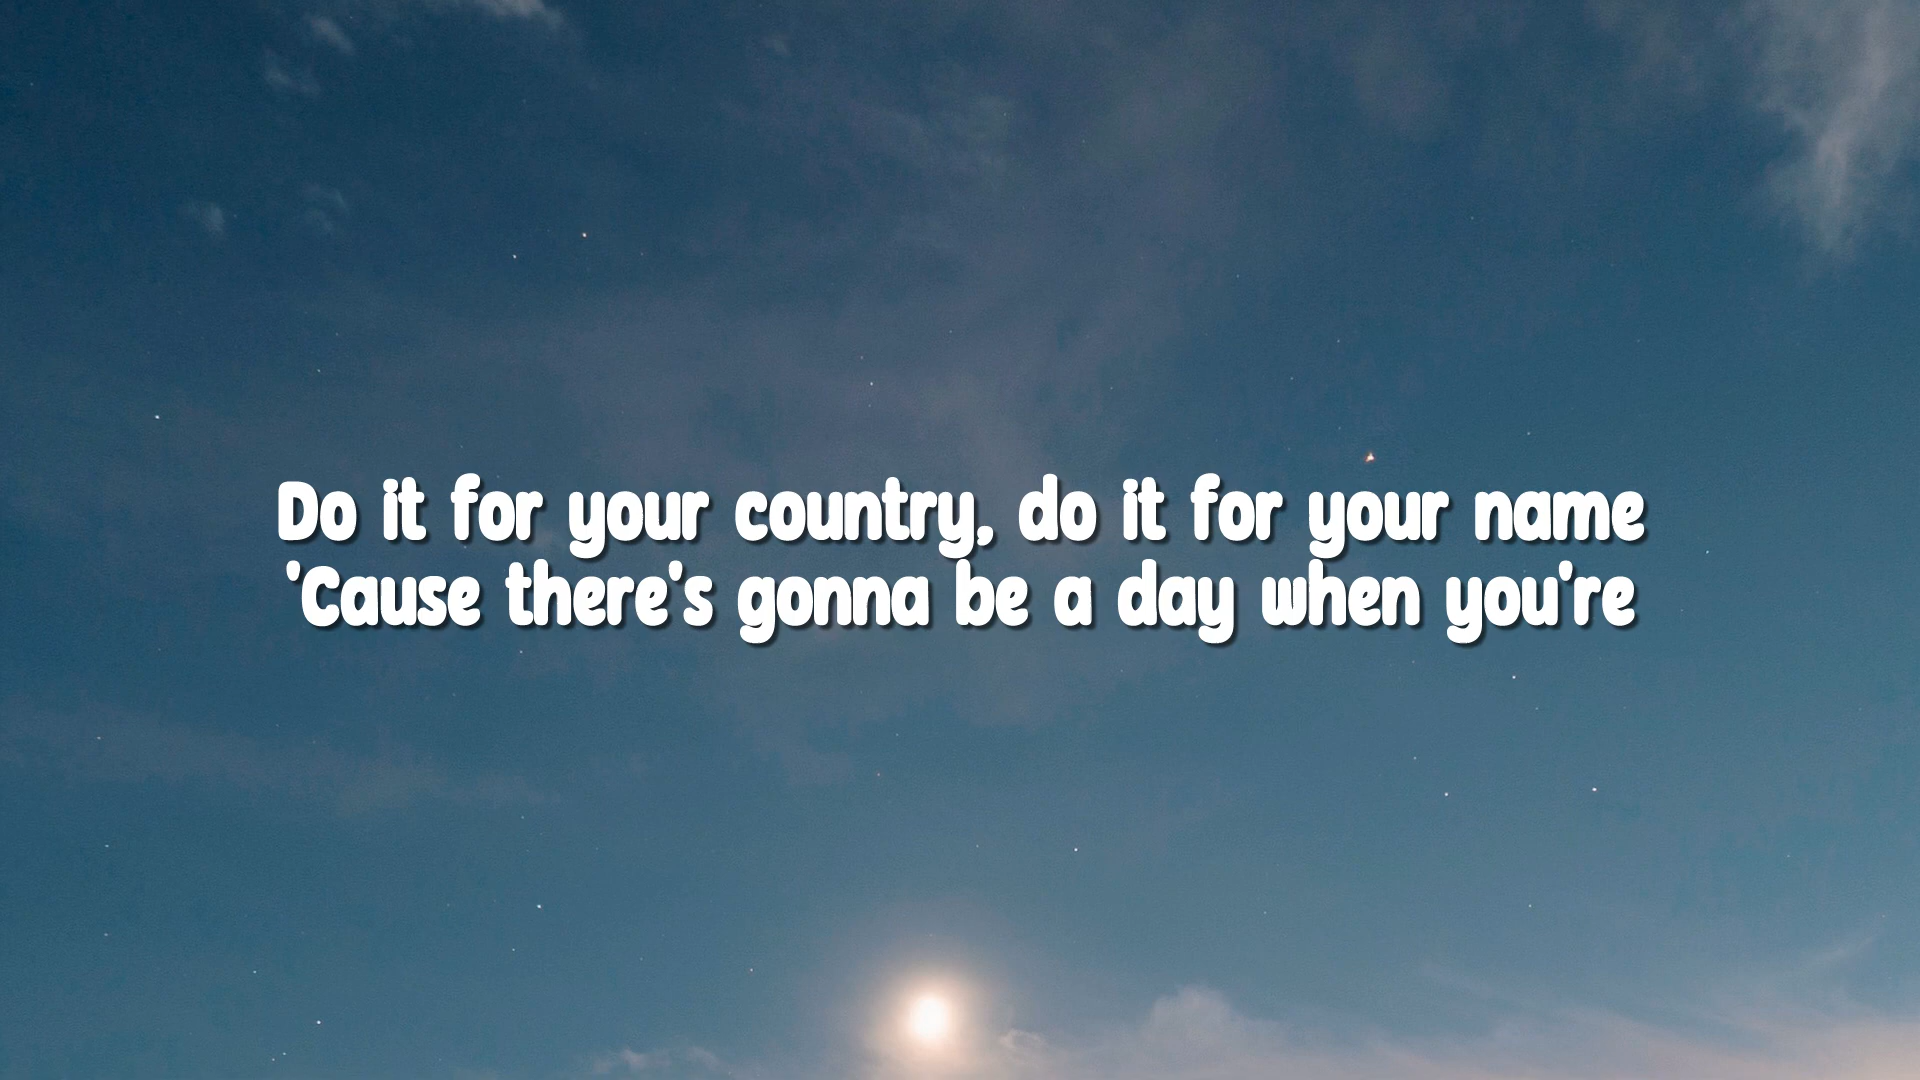 Do it for your country, do it for your name
'Cause there's gonna be a day when you're